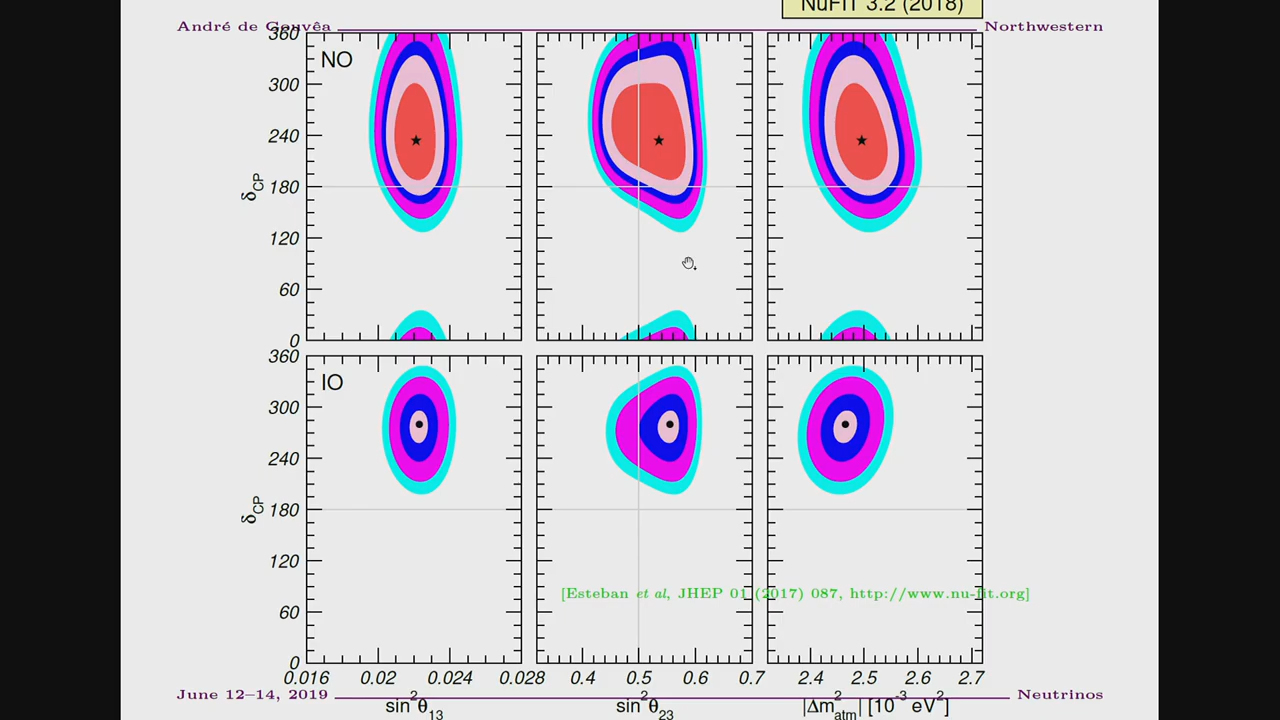 NuFIT 3.2 (2018)
André de Gouvêa Northwestern
360 NO
300
240
180
120
60
0
δCP
360 IO
300
240
180
120
60
0
δCP
[Esteban et al, JHEP 01 (2017) 087, http://www.nu-fit.org]
0.016 0.02 0.024 0.028 0.5 0.6 0.7 2.4 2.5 2.6 2.7
June 12–14, 2019 Neutrinos
sin²θ13 sin²θ23 |Δm²atm| [10⁻³ eV²]